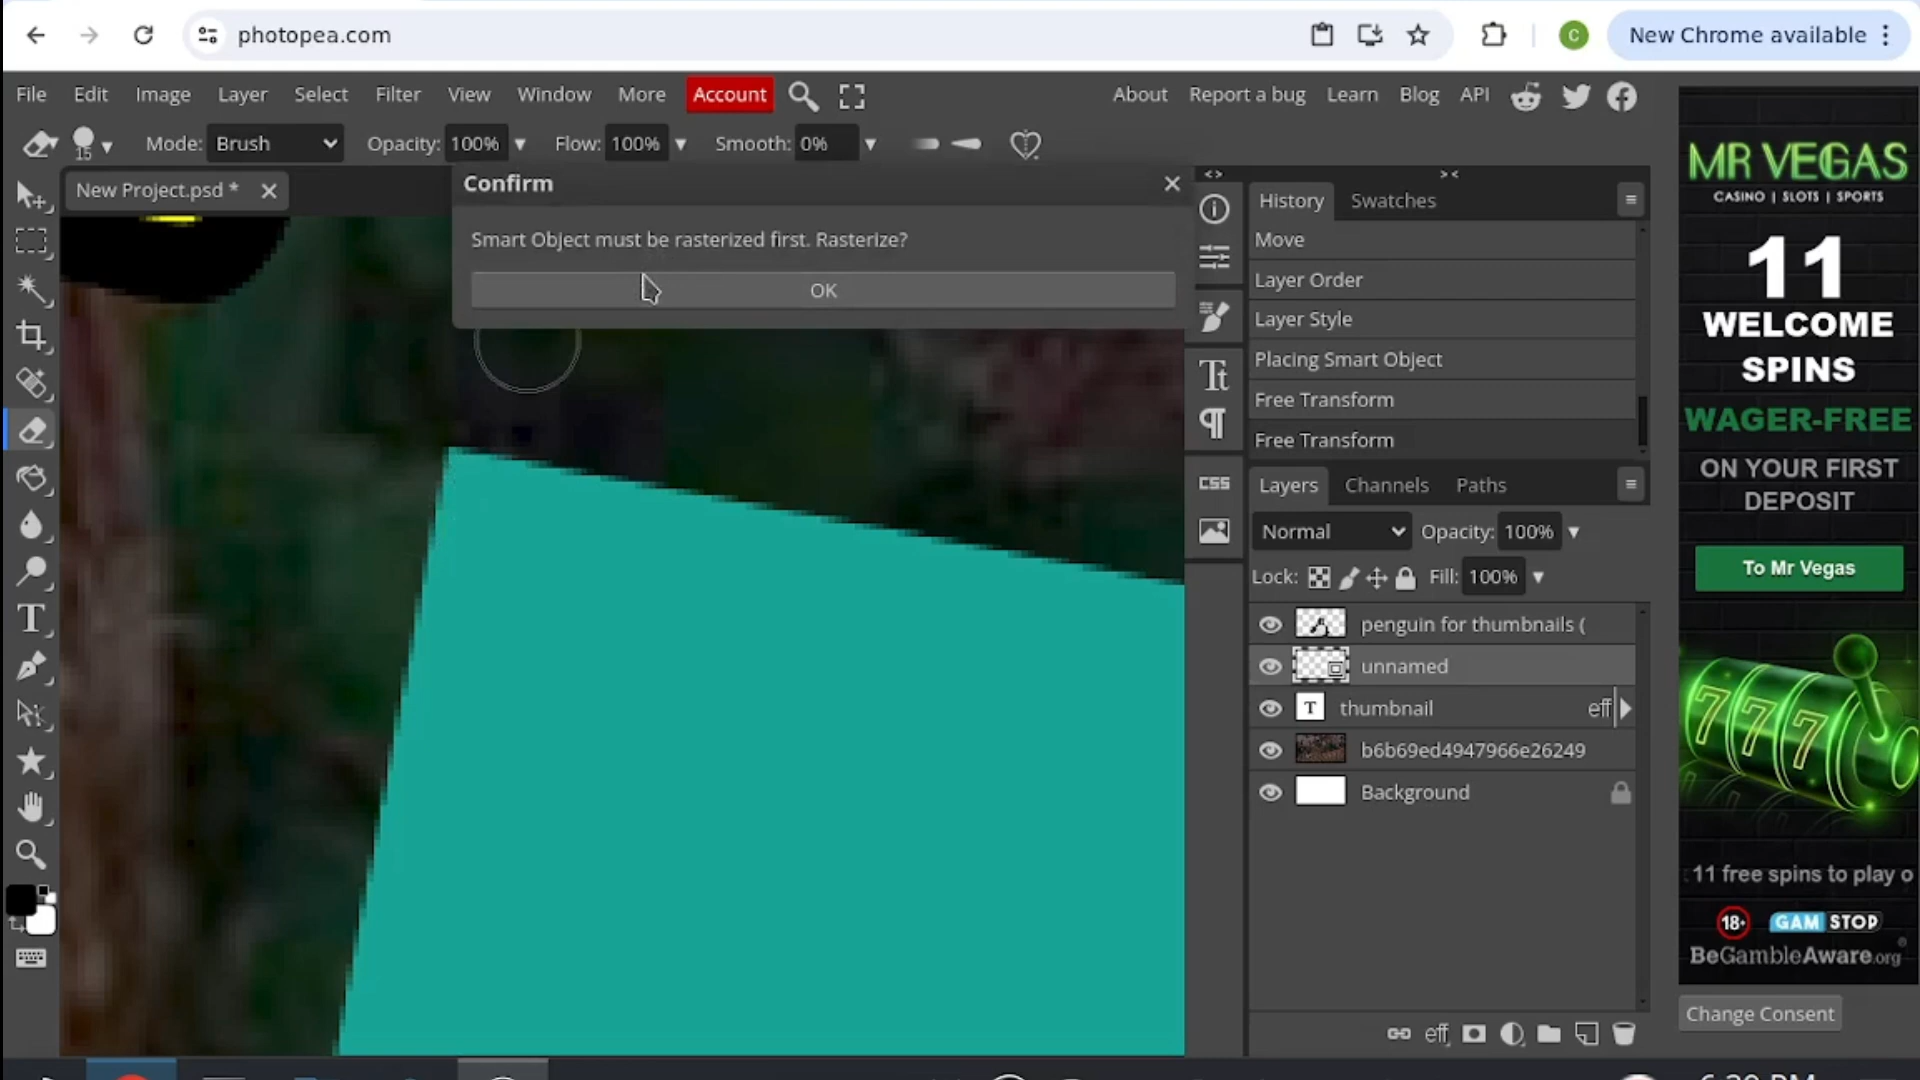 photopea.com
C
New Chrome available
File Edit Image Layer Select Filter View Window More Account
About Report a bug Learn Blog API
15
Mode: Brush Opacity: 100% Flow: 100% Smooth: 0%
New Project.psd *
Confirm
Smart Object must be rasterized first. Rasterize?
OK
History Swatches
Move
Layer Order
Layer Style
Placing Smart Object
Free Transform
Free Transform
CSS
Layers Channels Paths
Normal Opacity: 100%
Lock: Fill: 100%
penguin for thumbnails (
unnamed
T thumbnail eff
b6b69ed4947966e26249
Background
eff
MR VEGAS
CASINO | SLOTS | SPORTS
11
WELCOME
SPINS
WAGER-FREE
ON YOUR FIRST
DEPOSIT
To Mr Vegas
777
11 free spins to play o
18+ GAMSTOP
BeGambleAware.org
Change Consent